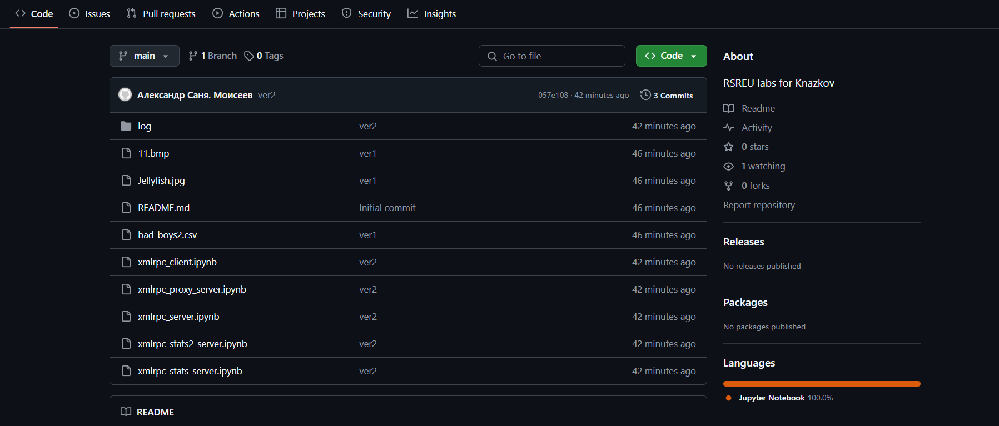 Code Issues Pull requests Actions Projects Security Insights
main 1 Branch 0 Tags Go to file Code
Александр Саня. Моисеев ver2 057e108 · 42 minutes ago 3 Commits
log ver2 42 minutes ago
11.bmp ver1 46 minutes ago
Jellyfish.jpg ver1 46 minutes ago
README.md Initial commit 46 minutes ago
bad_boys2.csv ver1 46 minutes ago
xmlrpc_client.ipynb ver2 42 minutes ago
xmlrpc_proxy_server.ipynb ver2 42 minutes ago
xmlrpc_server.ipynb ver2 42 minutes ago
xmlrpc_stats2_server.ipynb ver2 42 minutes ago
xmlrpc_stats_server.ipynb ver2 42 minutes ago
README
About
RSREU labs for Knazkov
Readme
Activity
0 stars
1 watching
0 forks
Report repository
Releases
No releases published
Packages
No packages published
Languages
Jupyter Notebook 100.0%